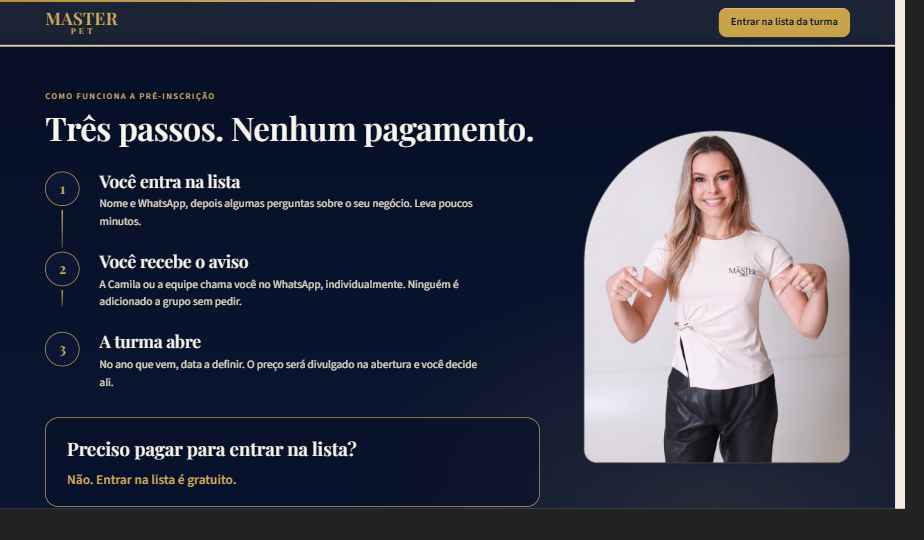 MASTER
PET
Entrar na lista da turma
COMO FUNCIONA A PRÉ-INSCRIÇÃO
Três passos. Nenhum pagamento.
1
Você entra na lista
Nome e WhatsApp, depois algumas perguntas sobre o seu negócio. Leva poucos
minutos.
2
Você recebe o aviso
A Camila ou a equipe chama você no WhatsApp, individualmente. Ninguém é
adicionado a grupo sem pedir.
3
A turma abre
No ano que vem, data a definir. O preço será divulgado na abertura e você decide
ali.
MASTER
Preciso pagar para entrar na lista?
Não. Entrar na lista é gratuito.